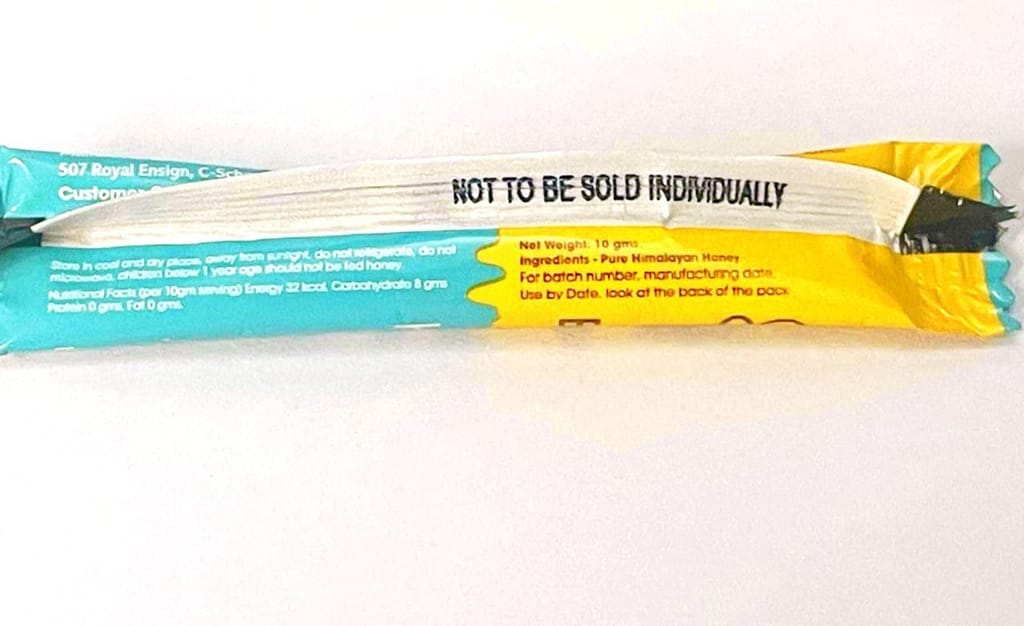 507 Royal Ensign, C-Sch
Customer
NOT TO BE SOLD INDIVIDUALLY
Store in cool and dry place, away from sunlight, do not refrigerate, do not
microwave, children below 1 year age should not be fed honey.
Nutritional Facts (per 10gm serving) Energy 32 kcal, Carbohydrate 8 gms
Protein 0 gms, Fat 0 gms.
Net Weight: 10 gms.
Ingredients - Pure Himalayan Honey
For batch number, manufacturing date,
Use by Date, look at the back of the pack